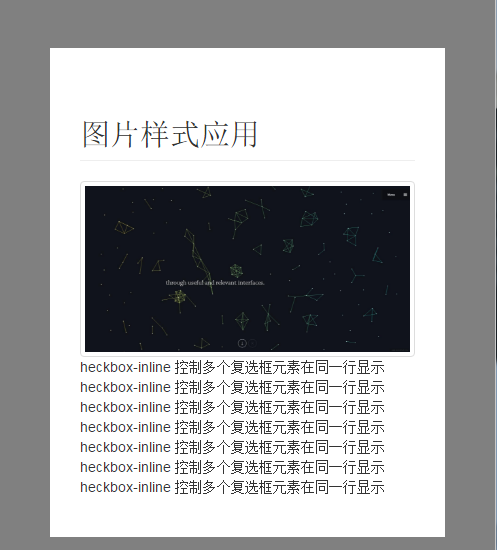 图片样式应用
Menu
through useful and relevant interfaces.
heckbox-inline 控制多个复选框元素在同一行显示
heckbox-inline 控制多个复选框元素在同一行显示
heckbox-inline 控制多个复选框元素在同一行显示
heckbox-inline 控制多个复选框元素在同一行显示
heckbox-inline 控制多个复选框元素在同一行显示
heckbox-inline 控制多个复选框元素在同一行显示
heckbox-inline 控制多个复选框元素在同一行显示